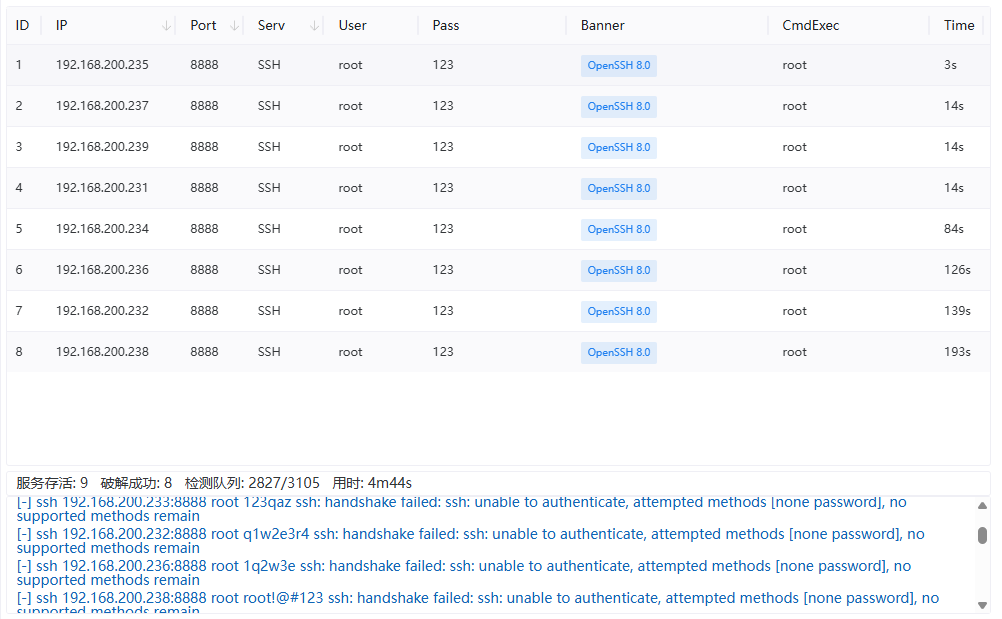 ID IP Port Serv User Pass Banner CmdExec Time
1 192.168.200.235 8888 SSH root 123 OpenSSH 8.0 root 3s
2 192.168.200.237 8888 SSH root 123 OpenSSH 8.0 root 14s
3 192.168.200.239 8888 SSH root 123 OpenSSH 8.0 root 14s
4 192.168.200.231 8888 SSH root 123 OpenSSH 8.0 root 14s
5 192.168.200.234 8888 SSH root 123 OpenSSH 8.0 root 84s
6 192.168.200.236 8888 SSH root 123 OpenSSH 8.0 root 126s
7 192.168.200.232 8888 SSH root 123 OpenSSH 8.0 root 139s
8 192.168.200.238 8888 SSH root 123 OpenSSH 8.0 root 193s
服务存活: 9 破解成功: 8 检测队列: 2827/3105 用时: 4m44s
[-] ssh 192.168.200.233:8888 root 123qaz ssh: handshake failed: ssh: unable to authenticate, attempted methods [none password], no
supported methods remain
[-] ssh 192.168.200.232:8888 root q1w2e3r4 ssh: handshake failed: ssh: unable to authenticate, attempted methods [none password], no
supported methods remain
[-] ssh 192.168.200.236:8888 root 1q2w3e ssh: handshake failed: ssh: unable to authenticate, attempted methods [none password], no
supported methods remain
[-] ssh 192.168.200.238:8888 root root!@#123 ssh: handshake failed: ssh: unable to authenticate, attempted methods [none password], no
supported methods remain